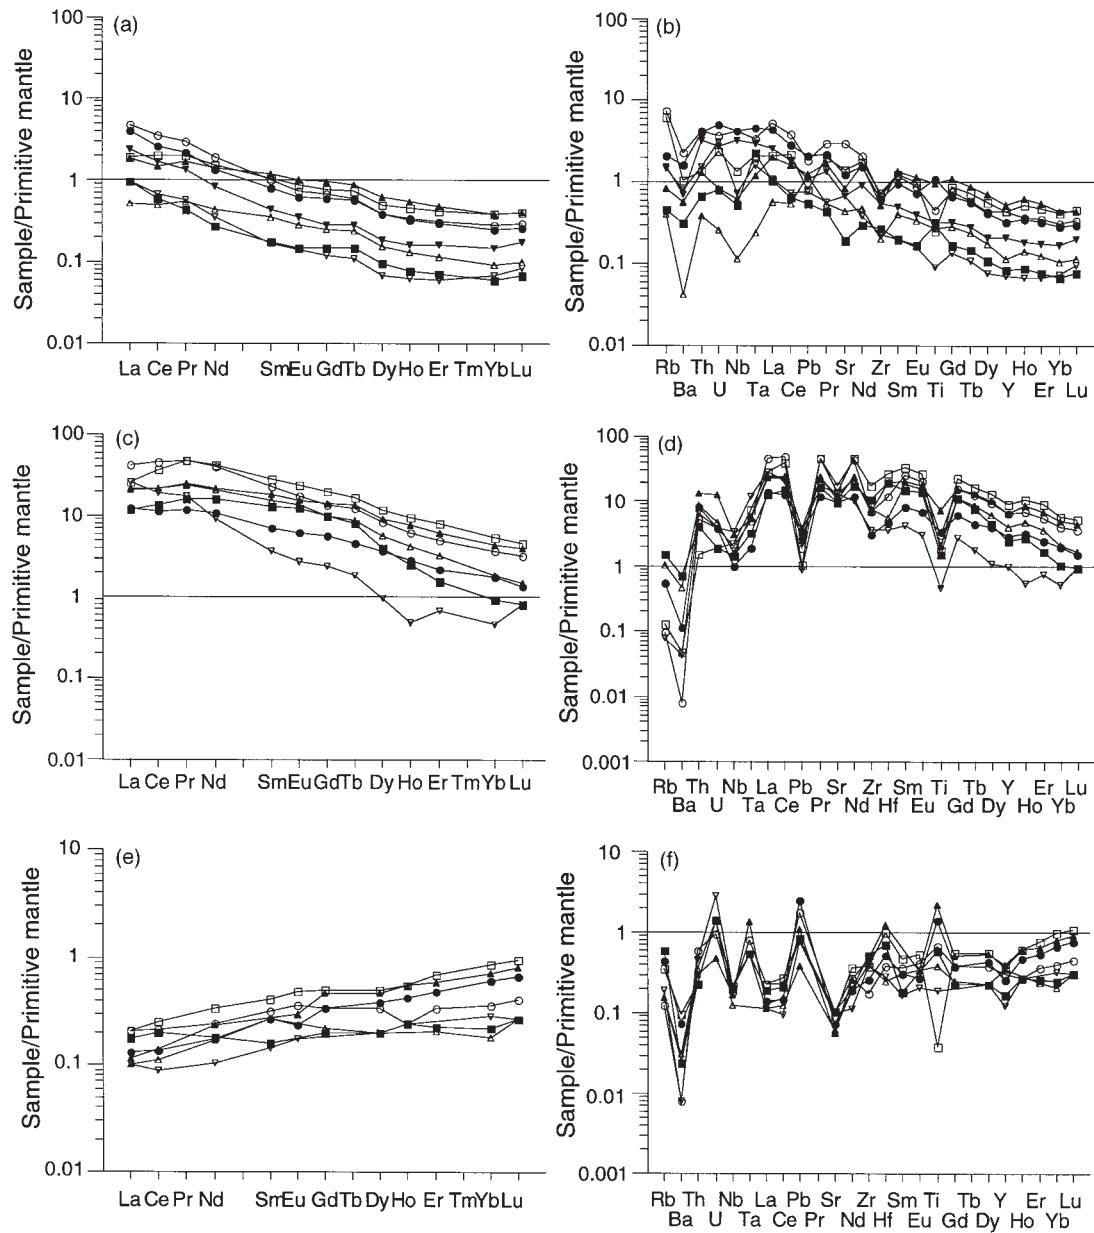 (a)
100
10
1
0.1
0.01
Sample/Primitive mantle
La Ce Pr Nd Sm Eu Gd Tb Dy Ho Er Tm Yb Lu
(b)
100
10
1
0.1
0.01
Sample/Primitive mantle
Rb Th Nb La Pb Sr Zr Eu Gd Dy Ho Yb
Ba U Ta Ce Pr Nd Sm Ti Tb Y Er Lu
(c)
100
10
1
0.1
0.01
Sample/Primitive mantle
La Ce Pr Nd Sm Eu Gd Tb Dy Ho Er Tm Yb Lu
(d)
100
10
1
0.1
0.01
0.001
Sample/Primitive mantle
Rb Th Nb La Pb Sr Zr Sm Ti Tb Y Er Lu
Ba U Ta Ce Pr Nd Hf Eu Gd Dy Ho Yb
(e)
10
1
0.1
0.01
Sample/Primitive mantle
La Ce Pr Nd Sm Eu Gd Tb Dy Ho Er Tm Yb Lu
(f)
10
1
0.1
0.01
0.001
Sample/Primitive mantle
Rb Th Nb La Pb Sr Zr Sm Ti Tb Y Er Lu
Ba U Ta Ce Pr Nd Hf Eu Gd Dy Ho Yb